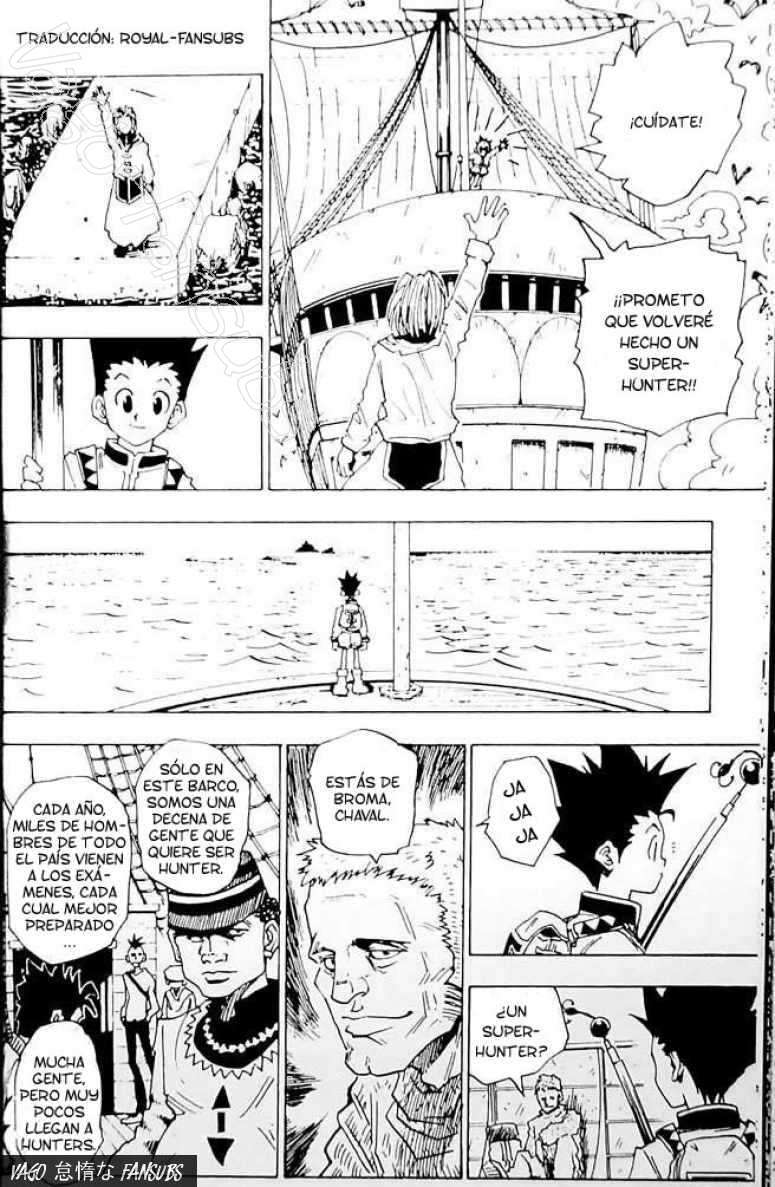 TRADUCCIÓN: ROYAL-FANSUBS
¡CUÍDATE!
¡¡PROMETO
QUE VOLVERÉ
HECHO UN
SUPER-
HUNTER!!
JA
JA
JA
¿UN
SUPER-
HUNTER?
ESTÁS DE
BROMA,
CHAVAL.
SÓLO EN
ESTE BARCO,
SOMOS UNA
DECENA DE
GENTE QUE
QUIERE SER
HUNTER.
CADA AÑO,
MILES DE HOM-
BRES DE TODO
EL PAÍS VIENEN
A LOS EXÁ-
MENES, CADA
CUAL MEJOR
PREPARADO
...
MUCHA
GENTE,
PERO MUY
POCOS
LLEGAN A
HUNTERS.
VAGO 怠惰な FANSUBS
Vago Fansubs